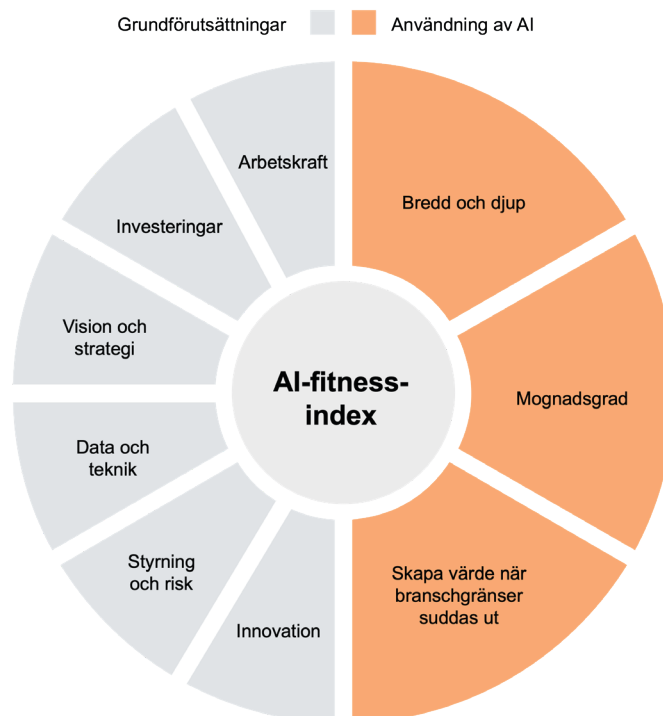 Grundförutsättningar
Användning av AI
Arbetskraft
Bredd och djup
Investeringar
Vision och
strategi
AI-fitness-
index
Mognadsgrad
Data och
teknik
Styrning
och risk
Skapa värde när
branschgränser
suddas ut
Innovation